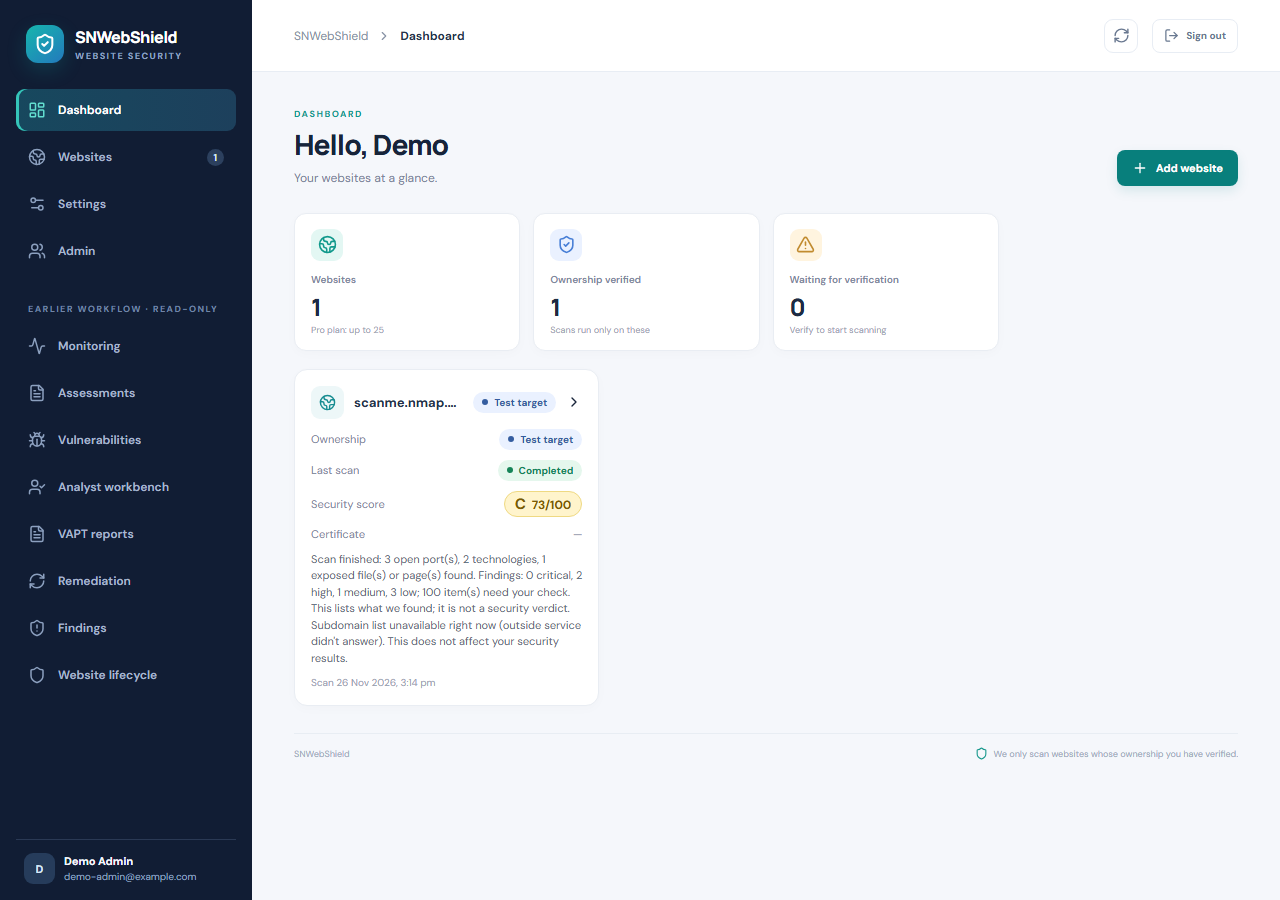 SNWebShield
WEBSITE SECURITY
Dashboard
Websites 1
Settings
Admin
EARLIER WORKFLOW · READ-ONLY
Monitoring
Assessments
Vulnerabilities
Analyst workbench
VAPT reports
Remediation
Findings
Website lifecycle
D
Demo Admin
demo-admin@example.com
SNWebShield > Dashboard
Sign out
DASHBOARD
Hello, Demo
Your websites at a glance.
+ Add website
Websites
1
Pro plan: up to 25
Ownership verified
1
Scans run only on these
Waiting for verification
0
Verify to start scanning
scanme.nmap.... Test target
Ownership Test target
Last scan Completed
Security score C 73/100
Certificate —
Scan finished: 3 open port(s), 2 technologies, 1
exposed file(s) or page(s) found. Findings: 0 critical, 2
high, 1 medium, 3 low; 100 item(s) need your check.
This lists what we found; it is not a security verdict.
Subdomain list unavailable right now (outside service
didn't answer). This does not affect your security
results.
Scan 26 Nov 2026, 3:14 pm
SNWebShield
We only scan websites whose ownership you have verified.